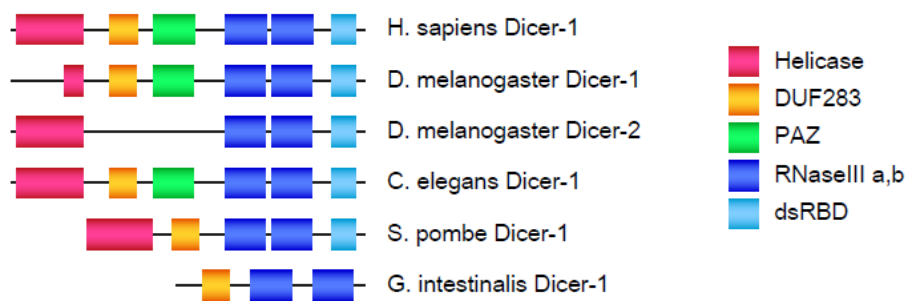 H. sapiens Dicer-1
D. melanogaster Dicer-1
D. melanogaster Dicer-2
C. elegans Dicer-1
S. pombe Dicer-1
G. intestinalis Dicer-1
Helicase
DUF283
PAZ
RNaseIII a,b
dsRBD